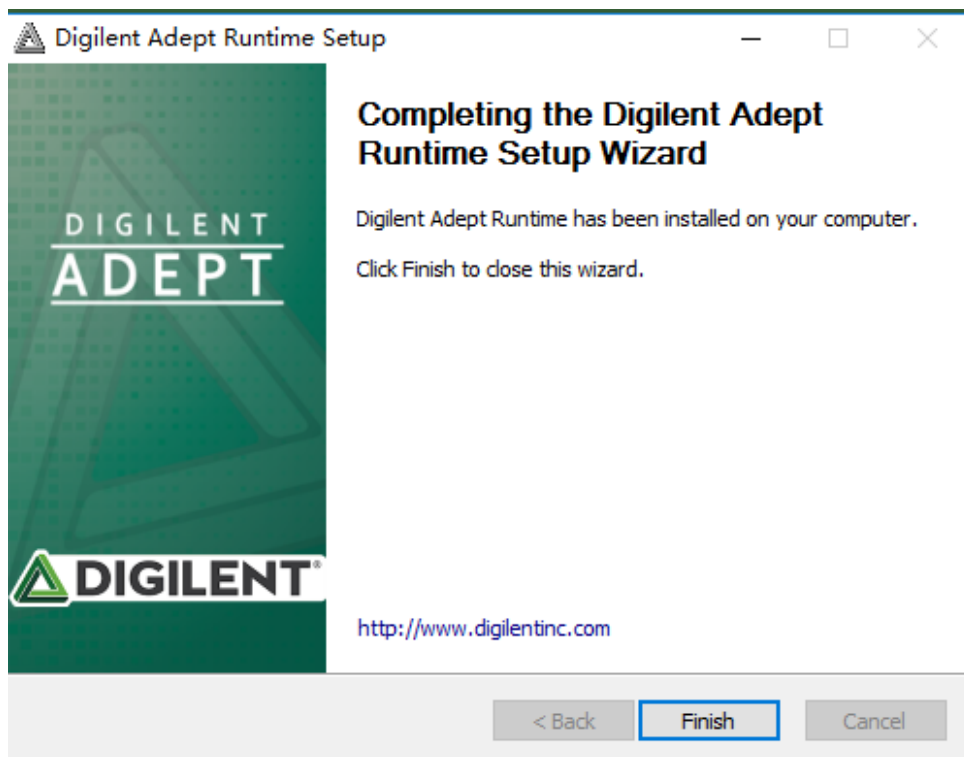 Digilent Adept Runtime Setup
Completing the Digilent Adept
Runtime Setup Wizard
DIGILENT
ADEPT
Digilent Adept Runtime has been installed on your computer.
Click Finish to close this wizard.
DIGILENT®
http://www.digilentinc.com
< Back
Finish
Cancel